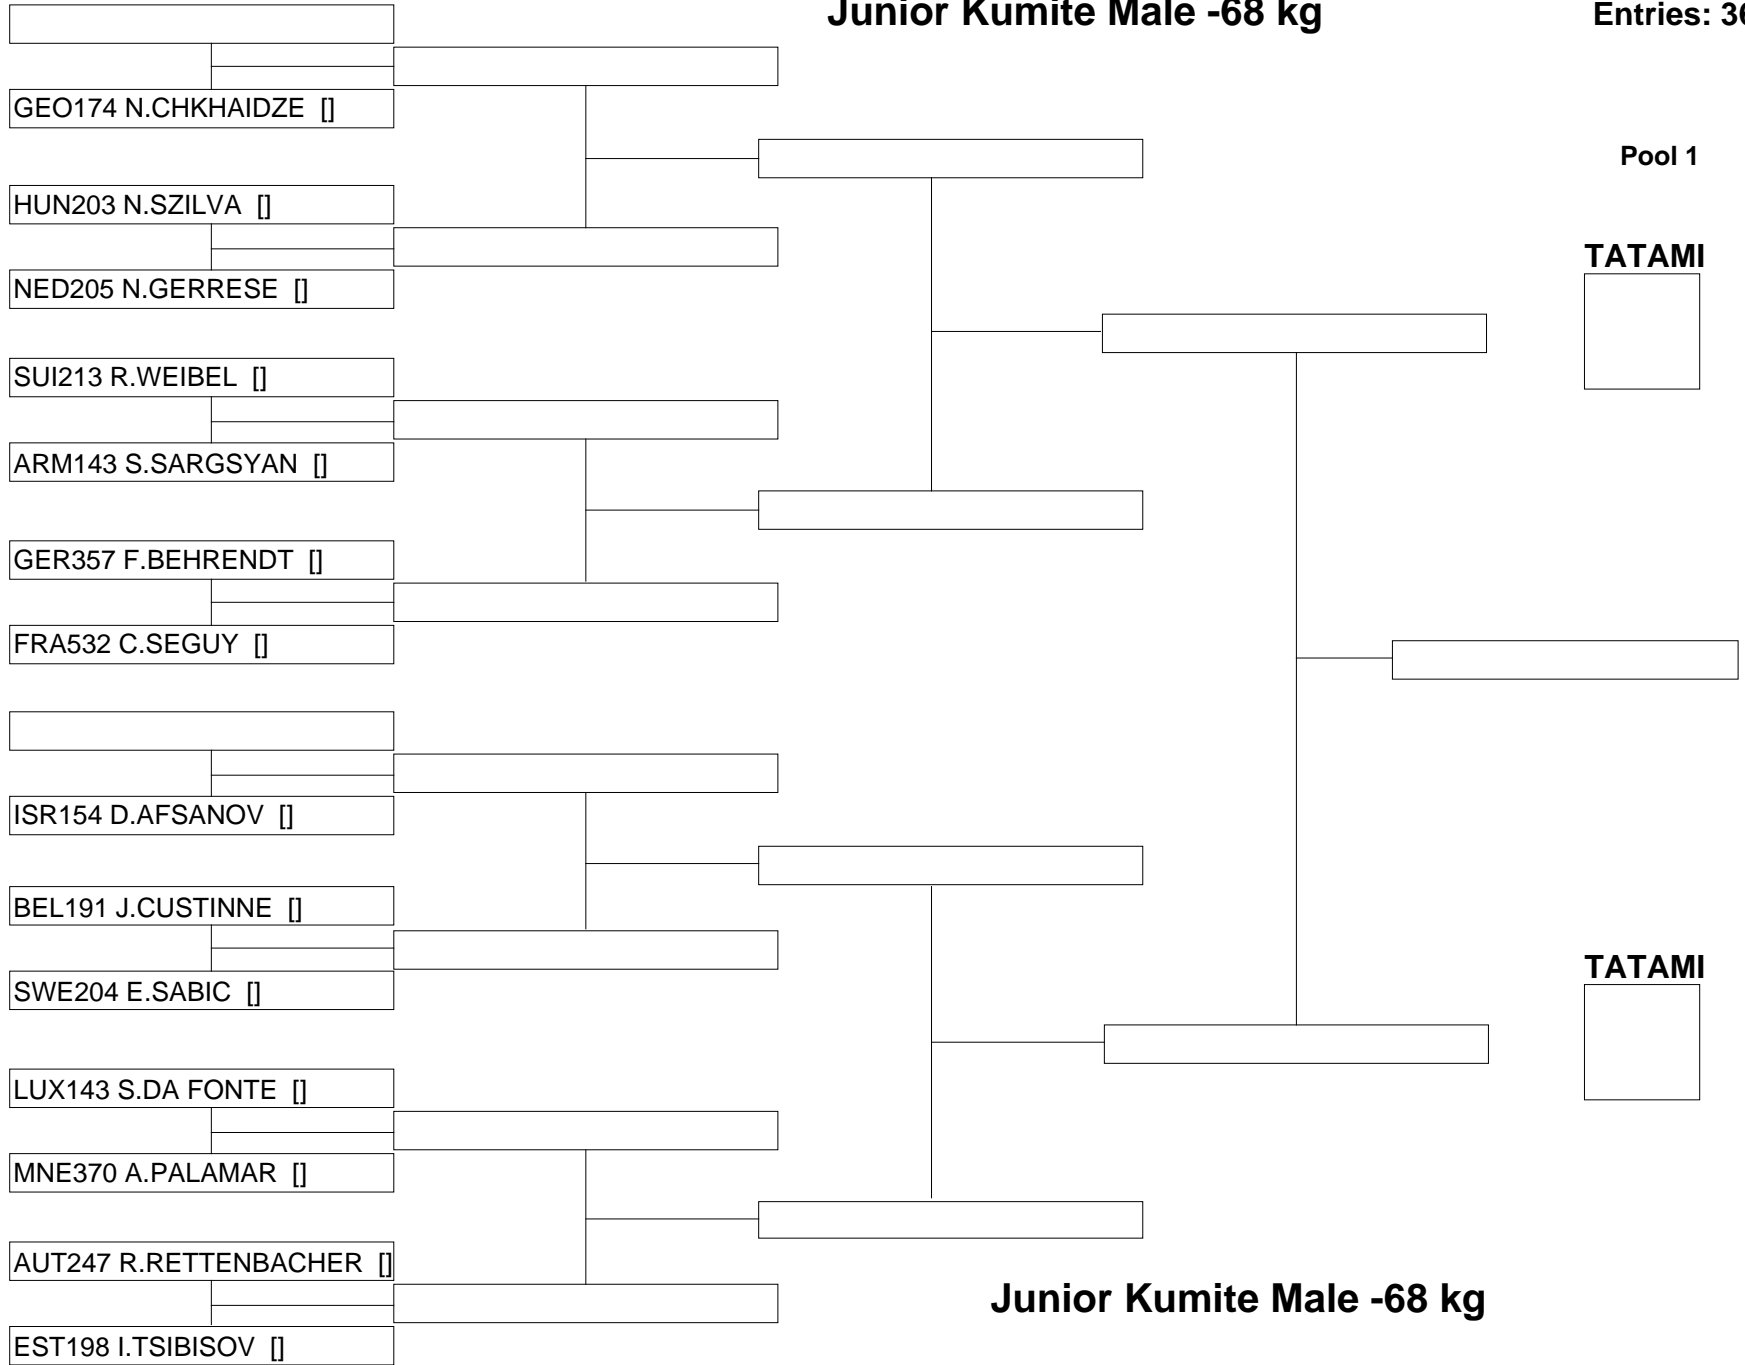 Junior Kumite Male -68 kg
Entries: 36
GEO174 N.CHKHAIDZE []
Pool 1
HUN203 N.SZILVA []
TATAMI
NED205 N.GERRESE []
SUI213 R.WEIBEL []
ARM143 S.SARGSYAN []
GER357 F.BEHRENDT []
FRA532 C.SEGUY []
ISR154 D.AFSANOV []
BEL191 J.CUSTINNE []
TATAMI
SWE204 E.SABIC []
LUX143 S.DA FONTE []
MNE370 A.PALAMAR []
AUT247 R.RETTENBACHER []
Junior Kumite Male -68 kg
EST198 I.TSIBISOV []